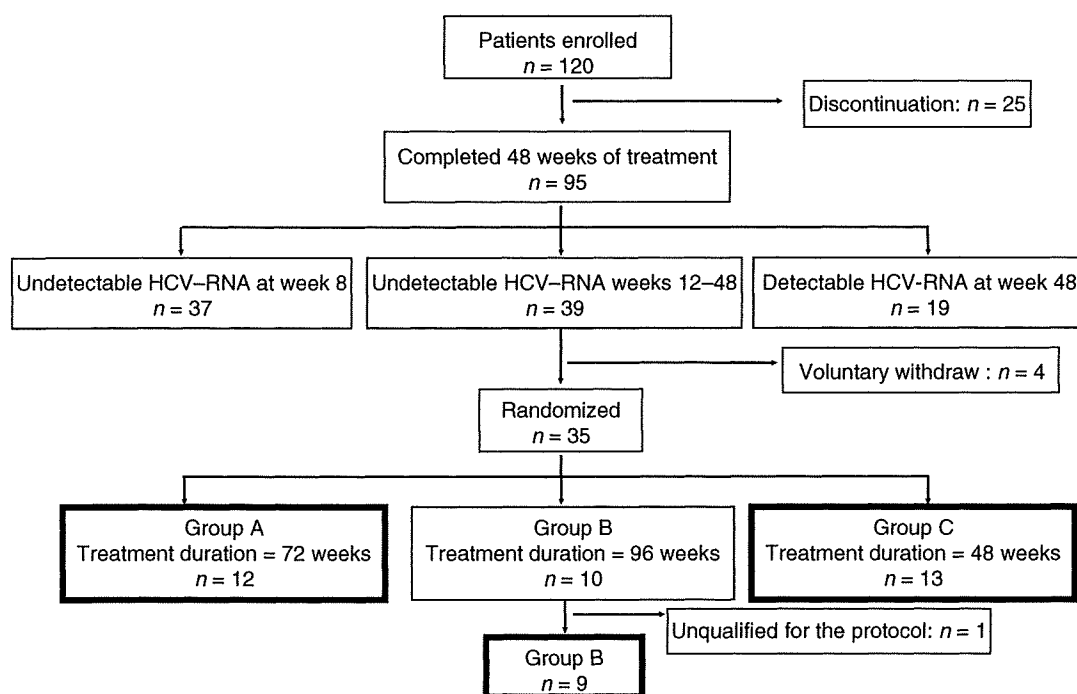 Patients enrolled
n = 120
Discontinuation: n = 25
Completed 48 weeks of treatment
n = 95
Undetectable HCV–RNA at week 8
n = 37
Undetectable HCV–RNA weeks 12–48
n = 39
Detectable HCV-RNA at week 48
n = 19
Voluntary withdraw : n = 4
Randomized
n = 35
Group A
Treatment duration = 72 weeks
n = 12
Group B
Treatment duration = 96 weeks
n = 10
Group C
Treatment duration = 48 weeks
n = 13
Unqualified for the protocol: n = 1
Group B
n = 9